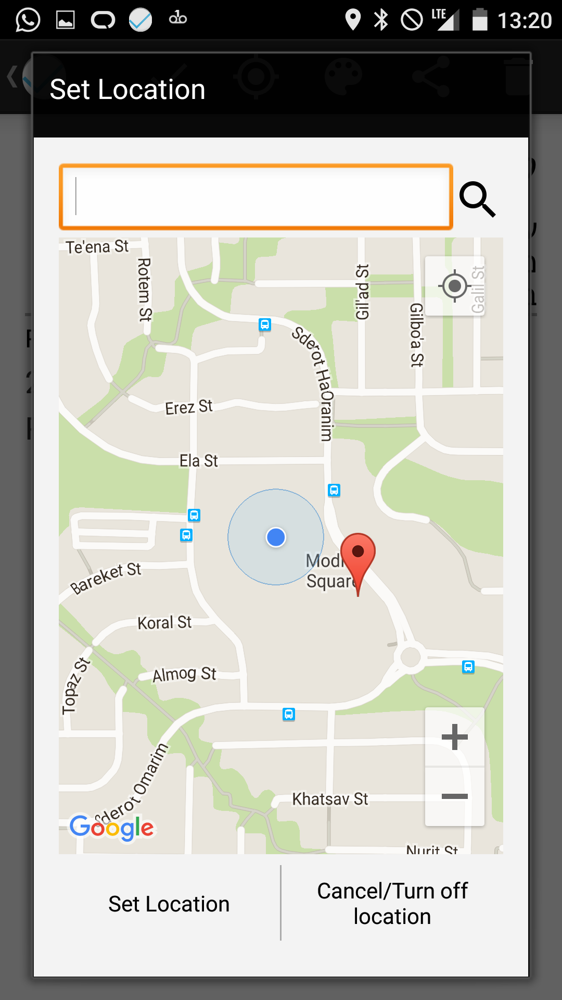 LTE 13:20
Set Location
Te'ena St
Rotem St
Gil'ad St
Galil St
Gilbo'a St
Sderot HaOranim
Erez St
Ela St
Square
Bareket St
Koral St
Topaz St
Almog St
Sderot Omarim
Khatsav St
Google
Nurit St
Set Location
Cancel/Turn off
location